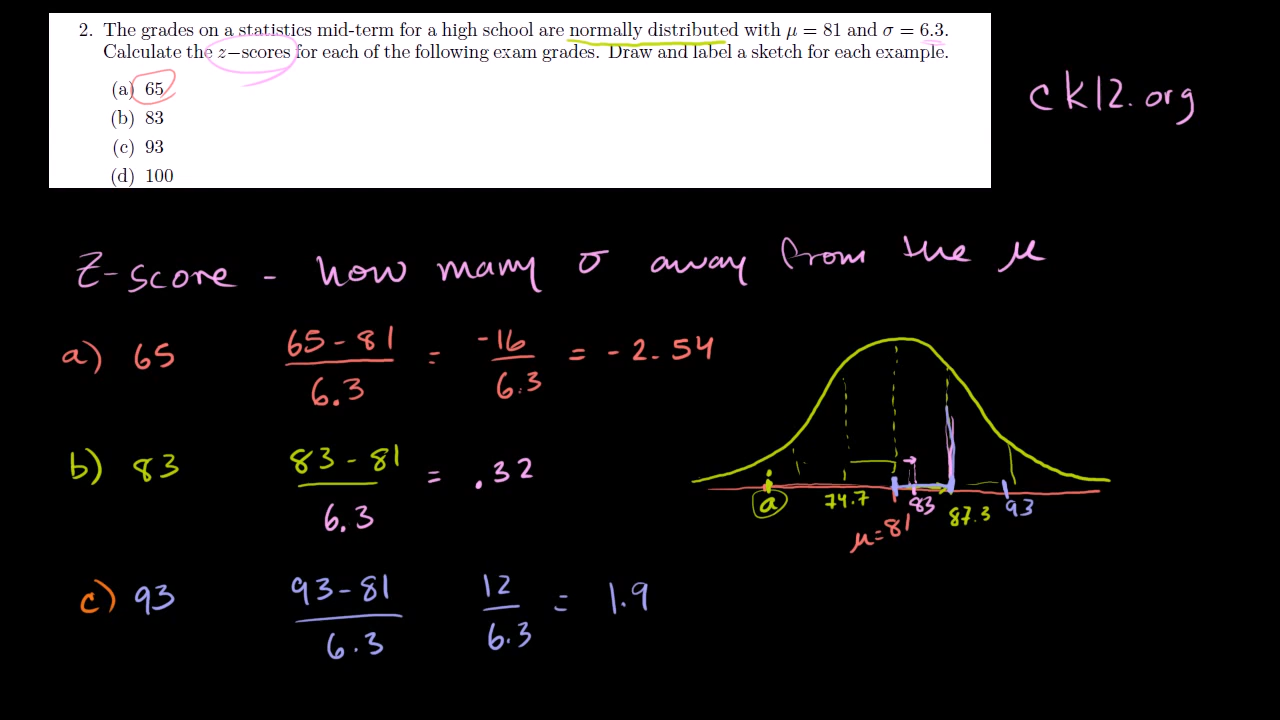 2. The grades on a statistics mid-term for a high school are normally distributed with μ = 81 and σ = 6.3.
Calculate the z−scores for each of the following exam grades. Draw and label a sketch for each example.
(a) 65
(b) 83
(c) 93
(d) 100
ck12.org
Z-score - how many σ away from the μ
a) 65 65 - 81 / 6.3 = -16 / 6.3 = -2.54
b) 83 83 - 81 / 6.3 = .32
a 74.7 83 87.3 93
μ=81
c) 93 93-81 / 6.3 12 / 6.3 = 1.9